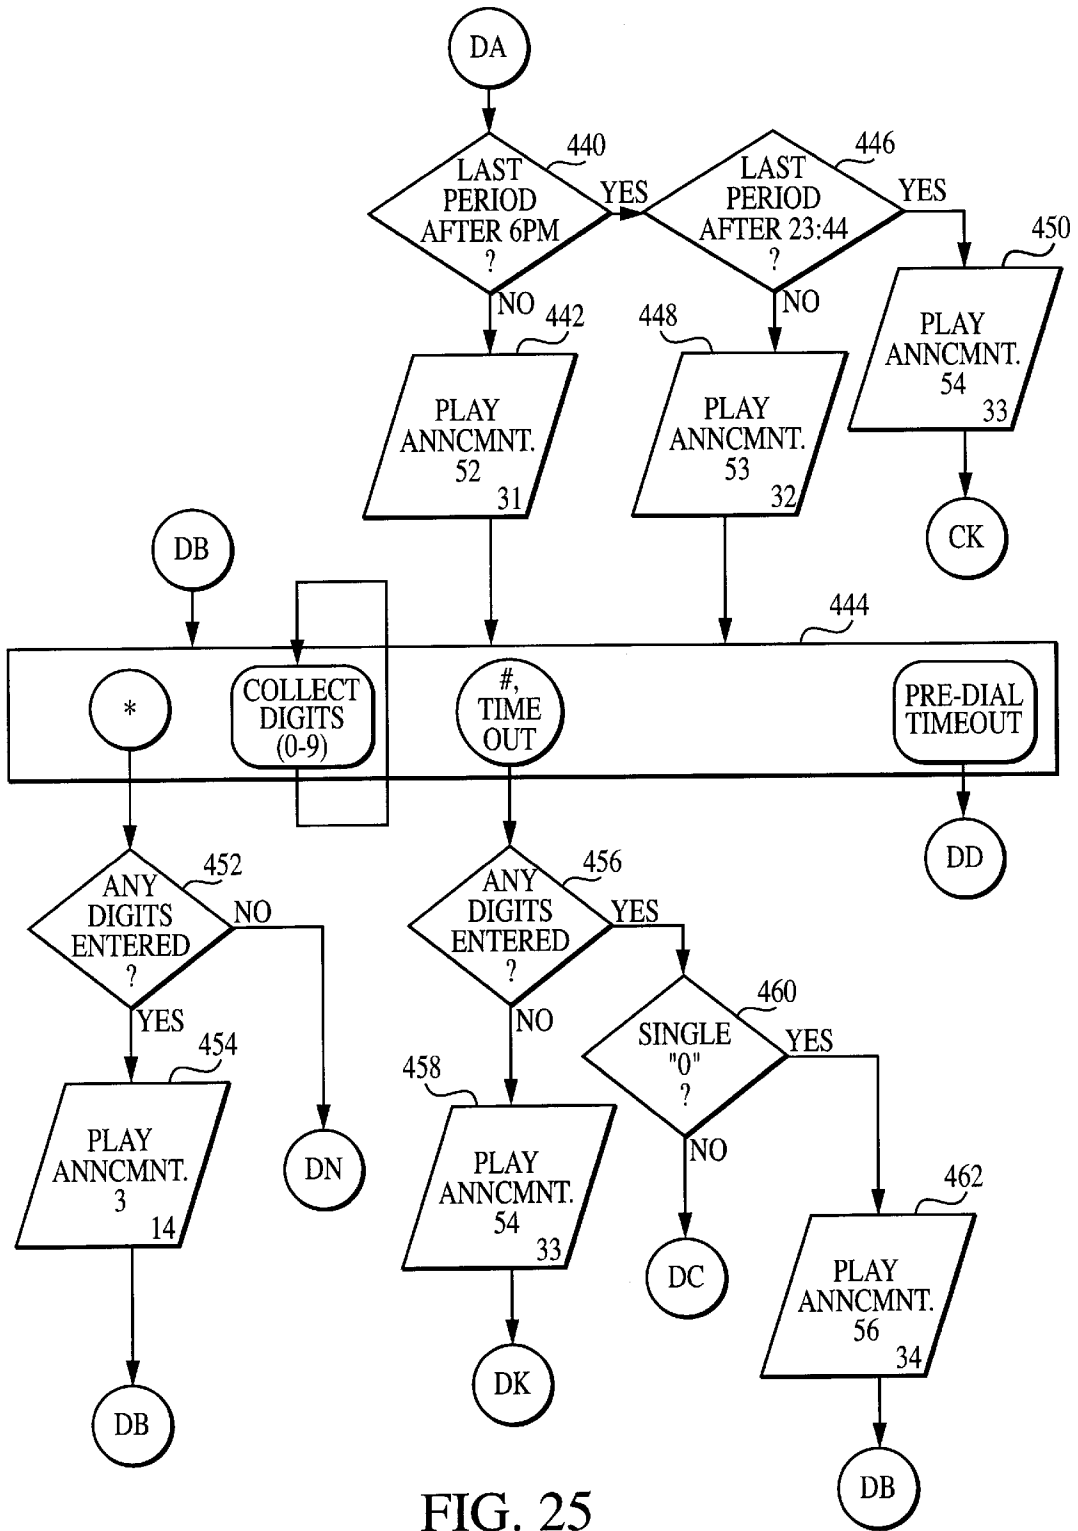 DA
440
LAST
PERIOD
AFTER 6PM
?
YES
NO
446
LAST
PERIOD
AFTER 23:44
?
YES
NO
450
PLAY
ANNCMNT.
54
33
442
PLAY
ANNCMNT.
52
31
448
PLAY
ANNCMNT.
53
32
CK
DB
444
*
COLLECT
DIGITS
(0-9)
#,
TIME
OUT
PRE-DIAL
TIMEOUT
DD
452
ANY
DIGITS
ENTERED
?
NO
YES
456
ANY
DIGITS
ENTERED
?
YES
NO
460
SINGLE
"0"
?
YES
NO
454
PLAY
ANNCMNT.
3
14
DN
458
PLAY
ANNCMNT.
54
33
DC
462
PLAY
ANNCMNT.
56
34
DB
DK
DB
FIG. 25